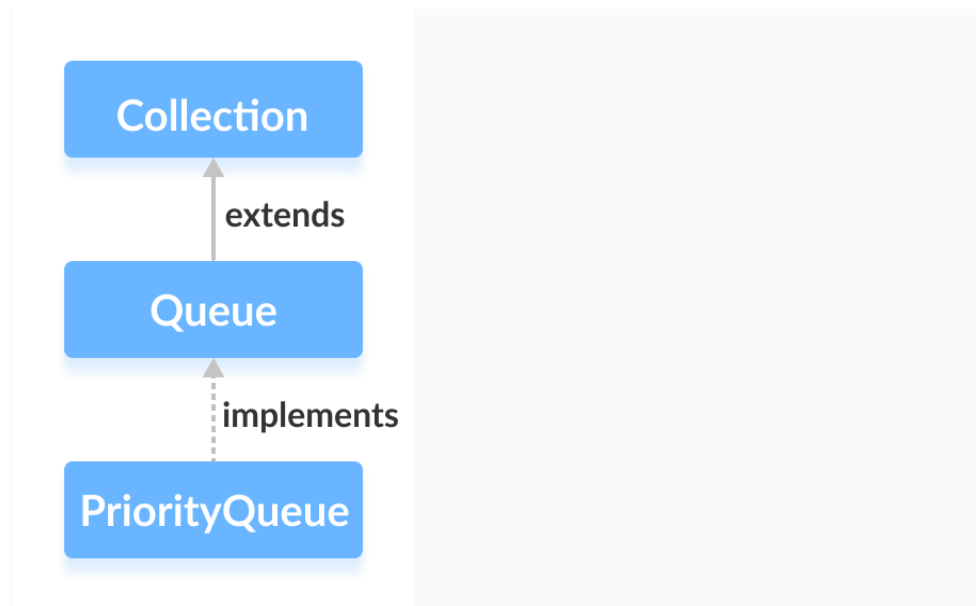 Collection
extends
Queue
implements
PriorityQueue